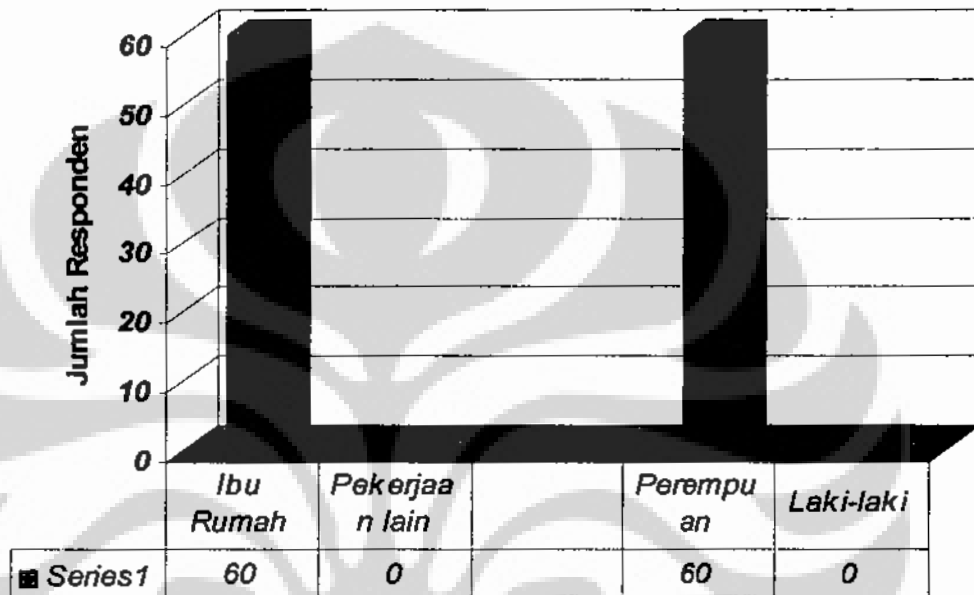 60
50
40
30
20
10
0
Jumlah Responden
Ibu
Rumah
Pekerjaa
n lain
Perempu
an
Laki-laki
Series1 60 0 60 0